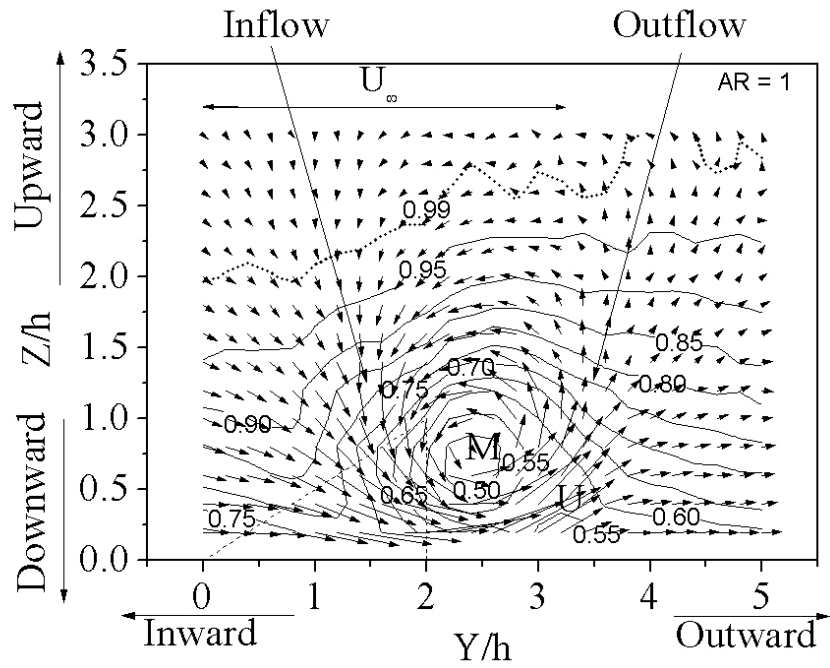 Inflow
Outflow
U∞
AR = 1
Upward
Downward
Z/h
3.5
3.0
2.5
2.0
1.5
1.0
0.5
0.0
0.99
0.95
0.85
0.70
0.75
0.80
0.90
M
0.55
0.65
0.50
U
0.75
0.60
0.55
0
1
2
3
4
5
Inward
Y/h
Outward